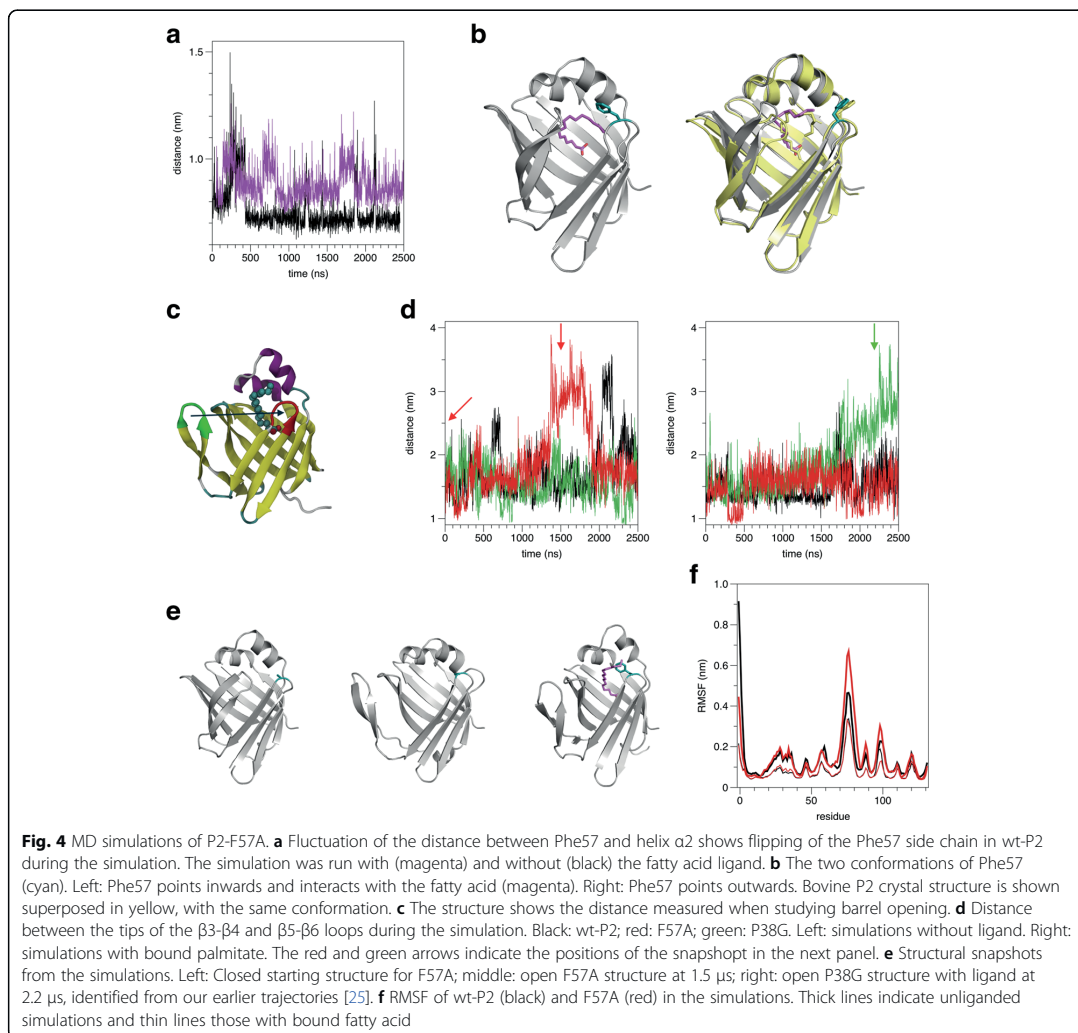 a
b
distance (nm)
1.5
1.0
0 500 1000 1500 2000 2500
time (ns)
c
d
distance (nm)
4
3
2
1
0 500 1000 1500 2000 2500
time (ns)
distance (nm)
4
3
2
1
0 500 1000 1500 2000 2500
time (ns)
e
f
RMSF (nm)
1.0
0.8
0.6
0.4
0.2
0
0 50 100
residue
Fig. 4 MD simulations of P2-F57A. a Fluctuation of the distance between Phe57 and helix α2 shows flipping of the Phe57 side chain in wt-P2
during the simulation. The simulation was run with (magenta) and without (black) the fatty acid ligand. b The two conformations of Phe57
(cyan). Left: Phe57 points inwards and interacts with the fatty acid (magenta). Right: Phe57 points outwards. Bovine P2 crystal structure is shown
superposed in yellow, with the same conformation. c The structure shows the distance measured when studying barrel opening. d Distance
between the tips of the β3-β4 and β5-β6 loops during the simulation. Black: wt-P2; red: F57A; green: P38G. Left: simulations without ligand. Right:
simulations with bound palmitate. The red and green arrows indicate the positions of the snapshopt in the next panel. e Structural snapshots
from the simulations. Left: Closed starting structure for F57A; middle: open F57A structure at 1.5 μs; right: open P38G structure with ligand at
2.2 μs, identified from our earlier trajectories [25]. f RMSF of wt-P2 (black) and F57A (red) in the simulations. Thick lines indicate unliganded
simulations and thin lines those with bound fatty acid